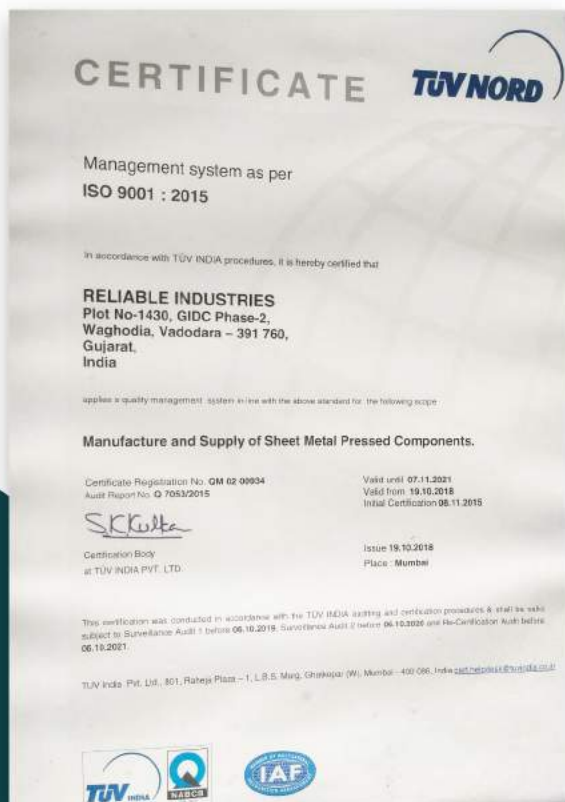 CERTIFICATE
TÜV NORD
Management system as per
ISO 9001 : 2015
In accordance with TÜV INDIA procedures, it is hereby certified that
RELIABLE INDUSTRIES
Plot No-1430, GIDC Phase-2,
Waghodia, Vadodara – 391 760,
Gujarat,
India
applies a quality management system in line with the above standard for the following scope
Manufacture and Supply of Sheet Metal Pressed Components.
Certificate Registration No. QM 02 00934
Audit Report No. Q 7053/2015
Valid until 07.11.2021
Valid from 19.10.2018
Initial Certification 08.11.2015
Certification Body
at TÜV INDIA PVT. LTD.
Issue 19.10.2018
Place : Mumbai
This certification was conducted in accordance with the TÜV INDIA auditing and certification procedures & shall be valid
subject to Surveillance Audit 1 before 06.10.2019, Surveillance Audit 2 before 06.10.2020 and Re-Certification Audit before
06.10.2021.
TUV India Pvt. Ltd., 801, Raheja Plaza – 1, L.B.S. Marg, Ghatkopar (W), Mumbai - 400 086, India
TÜV INDIA
NABCB
IAF